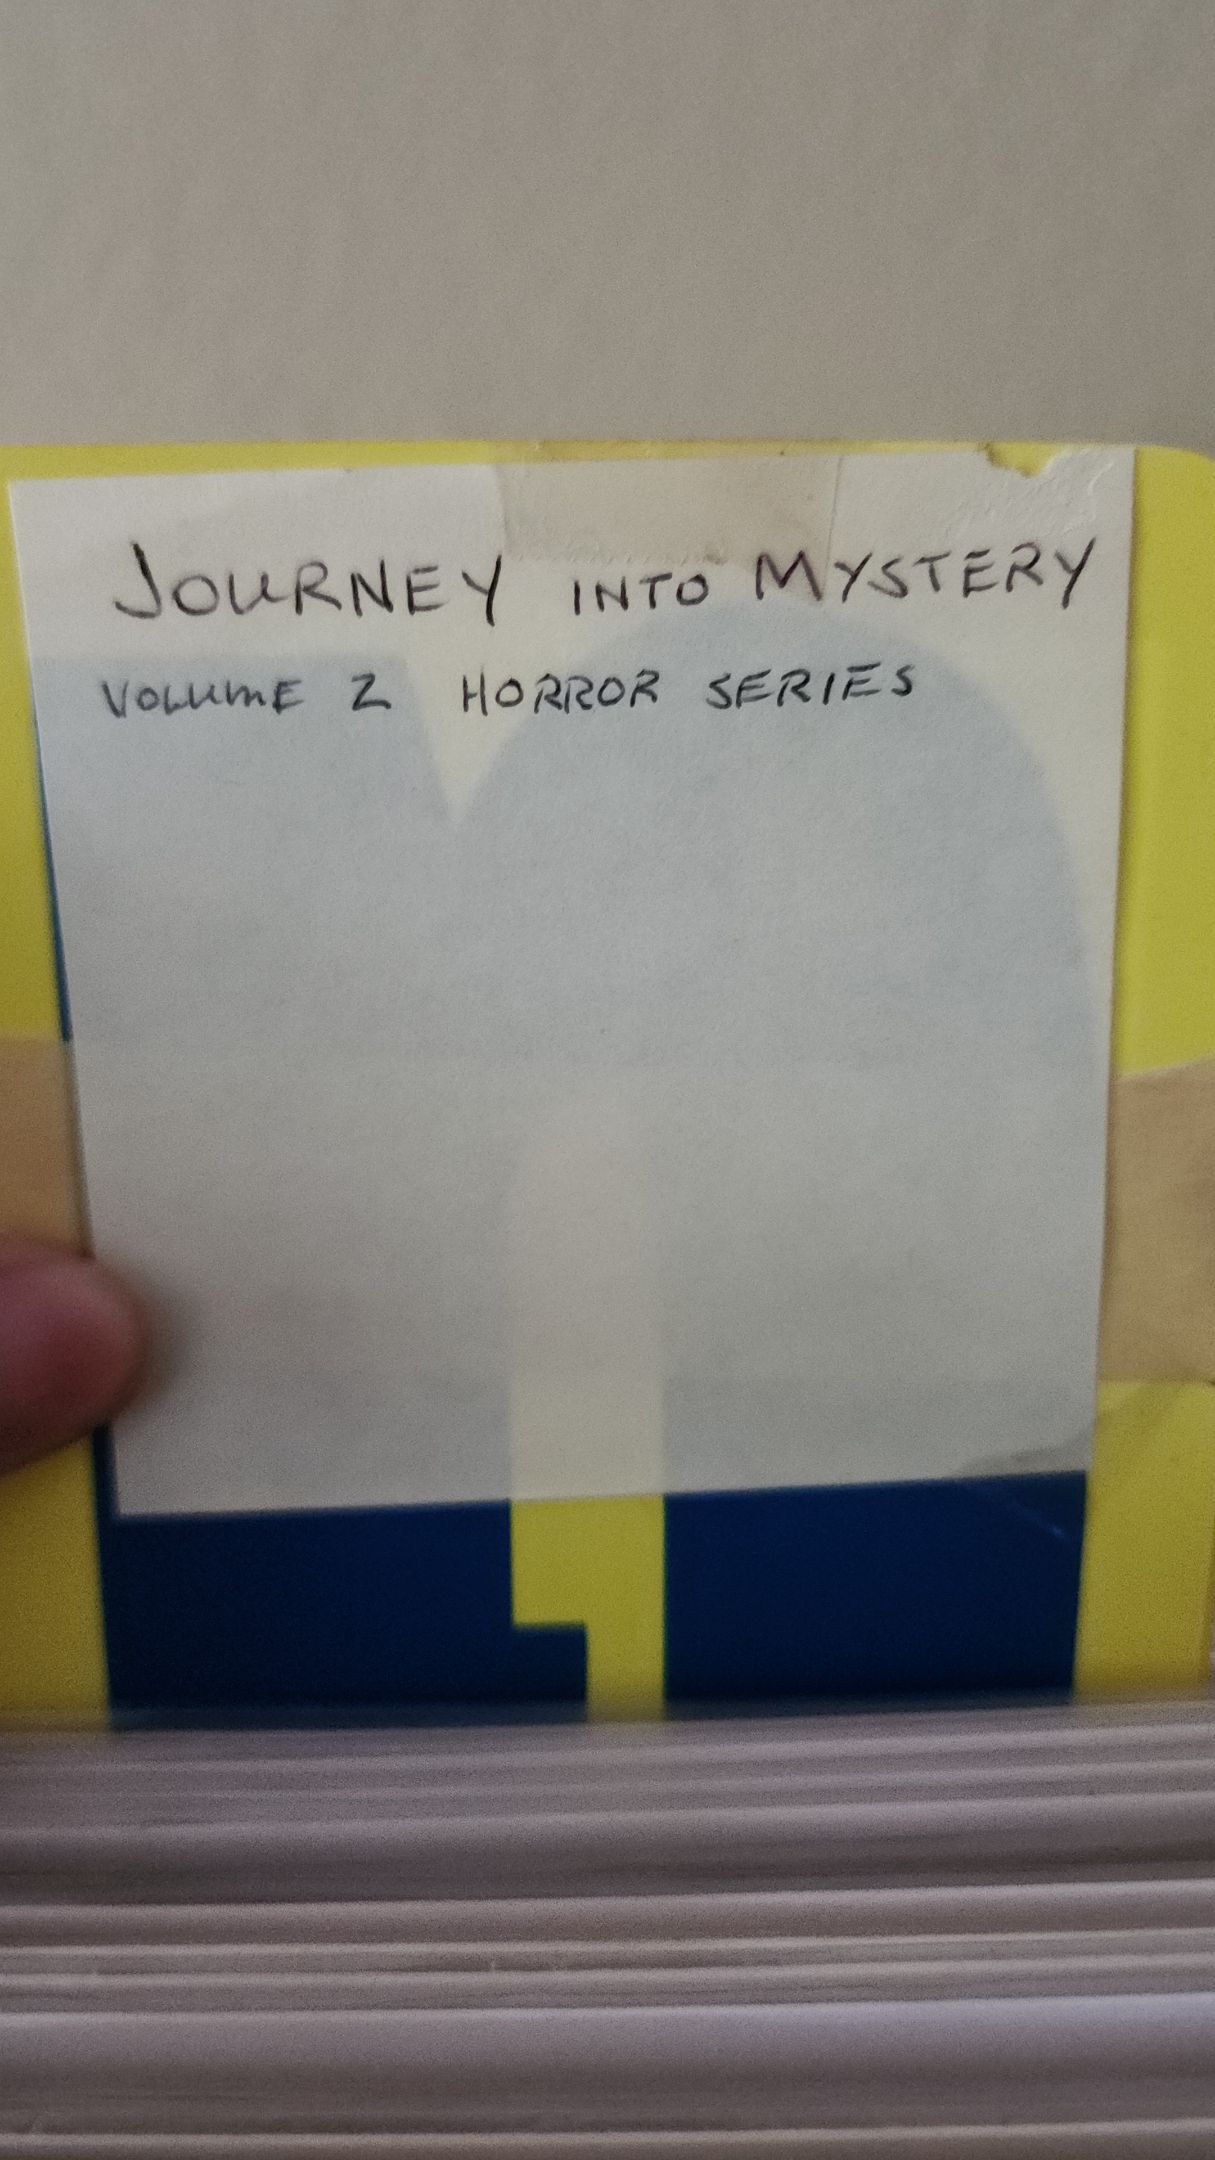 JOURNEY INTO MYSTERY
VOLUME 2 HORROR SERIES